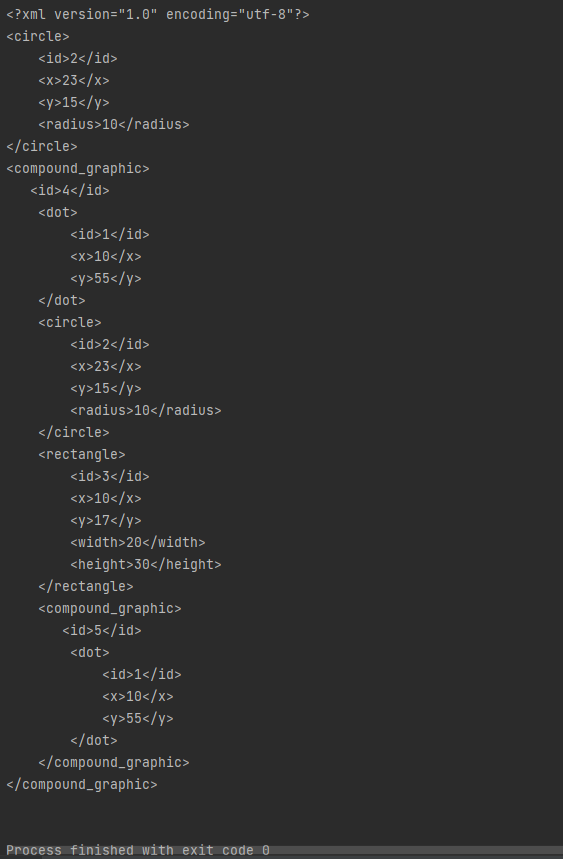 <?xml version="1.0" encoding="utf-8"?>
<circle>
    <id>2</id>
    <x>23</x>
    <y>15</y>
    <radius>10</radius>
</circle>
<compound_graphic>
   <id>4</id>
    <dot>
        <id>1</id>
        <x>10</x>
        <y>55</y>
    </dot>
    <circle>
        <id>2</id>
        <x>23</x>
        <y>15</y>
        <radius>10</radius>
    </circle>
    <rectangle>
        <id>3</id>
        <x>10</x>
        <y>17</y>
        <width>20</width>
        <height>30</height>
    </rectangle>
    <compound_graphic>
       <id>5</id>
        <dot>
            <id>1</id>
            <x>10</x>
            <y>55</y>
        </dot>
    </compound_graphic>
</compound_graphic>
Process finished with exit code 0